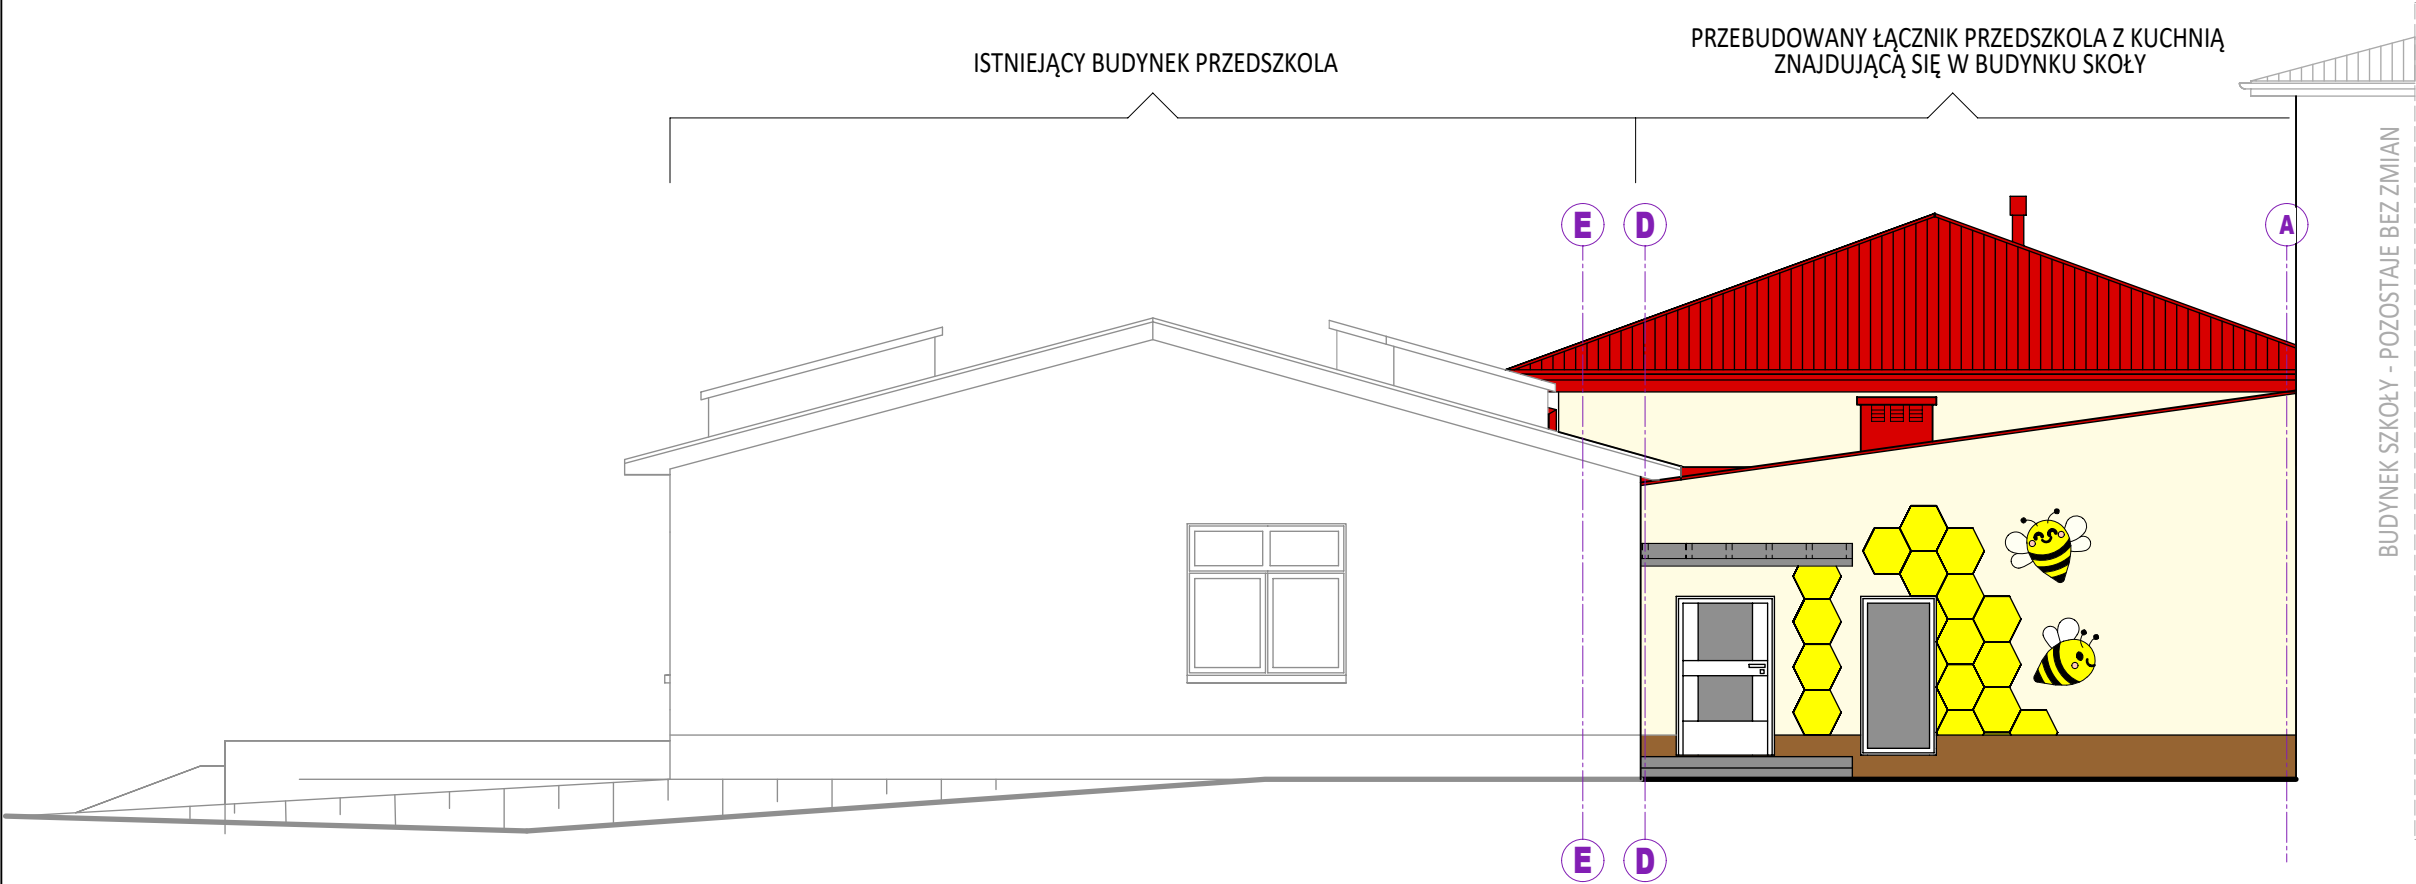 ISTNIEJĄCY BUDYNEK PRZEDSZKOLA
PRZEBUDOWANY ŁĄCZNIK PRZEDSZKOLA Z KUCHNIĄ
ZNAJDUJĄCĄ SIĘ W BUDYNKU SKOŁY
E
D
A
BUDYNEK SZKOŁY - POZOSTAJE BEZ ZMIAN
E
D